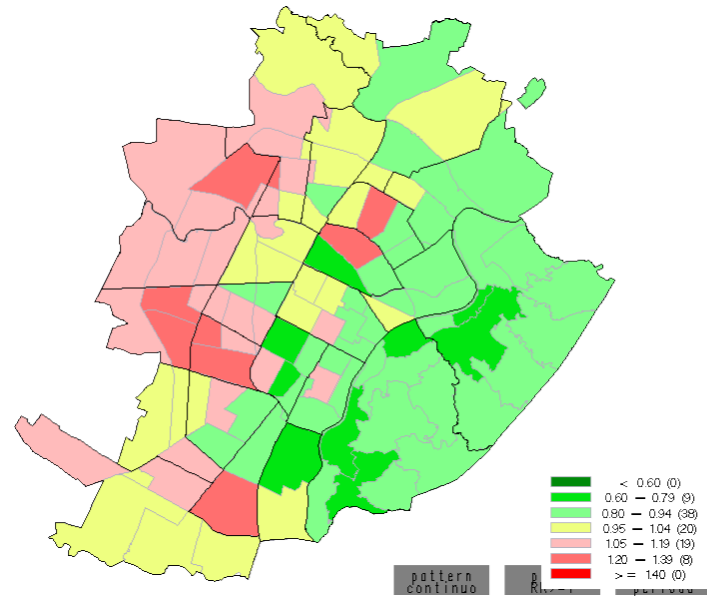 < 0.60 (0)
0.60 – 0.79 (9)
0.80 – 0.94 (38)
0.95 – 1.04 (20)
1.05 – 1.19 (19)
1.20 – 1.39 (8)
>= 1.40 (0)
pattern
continuo